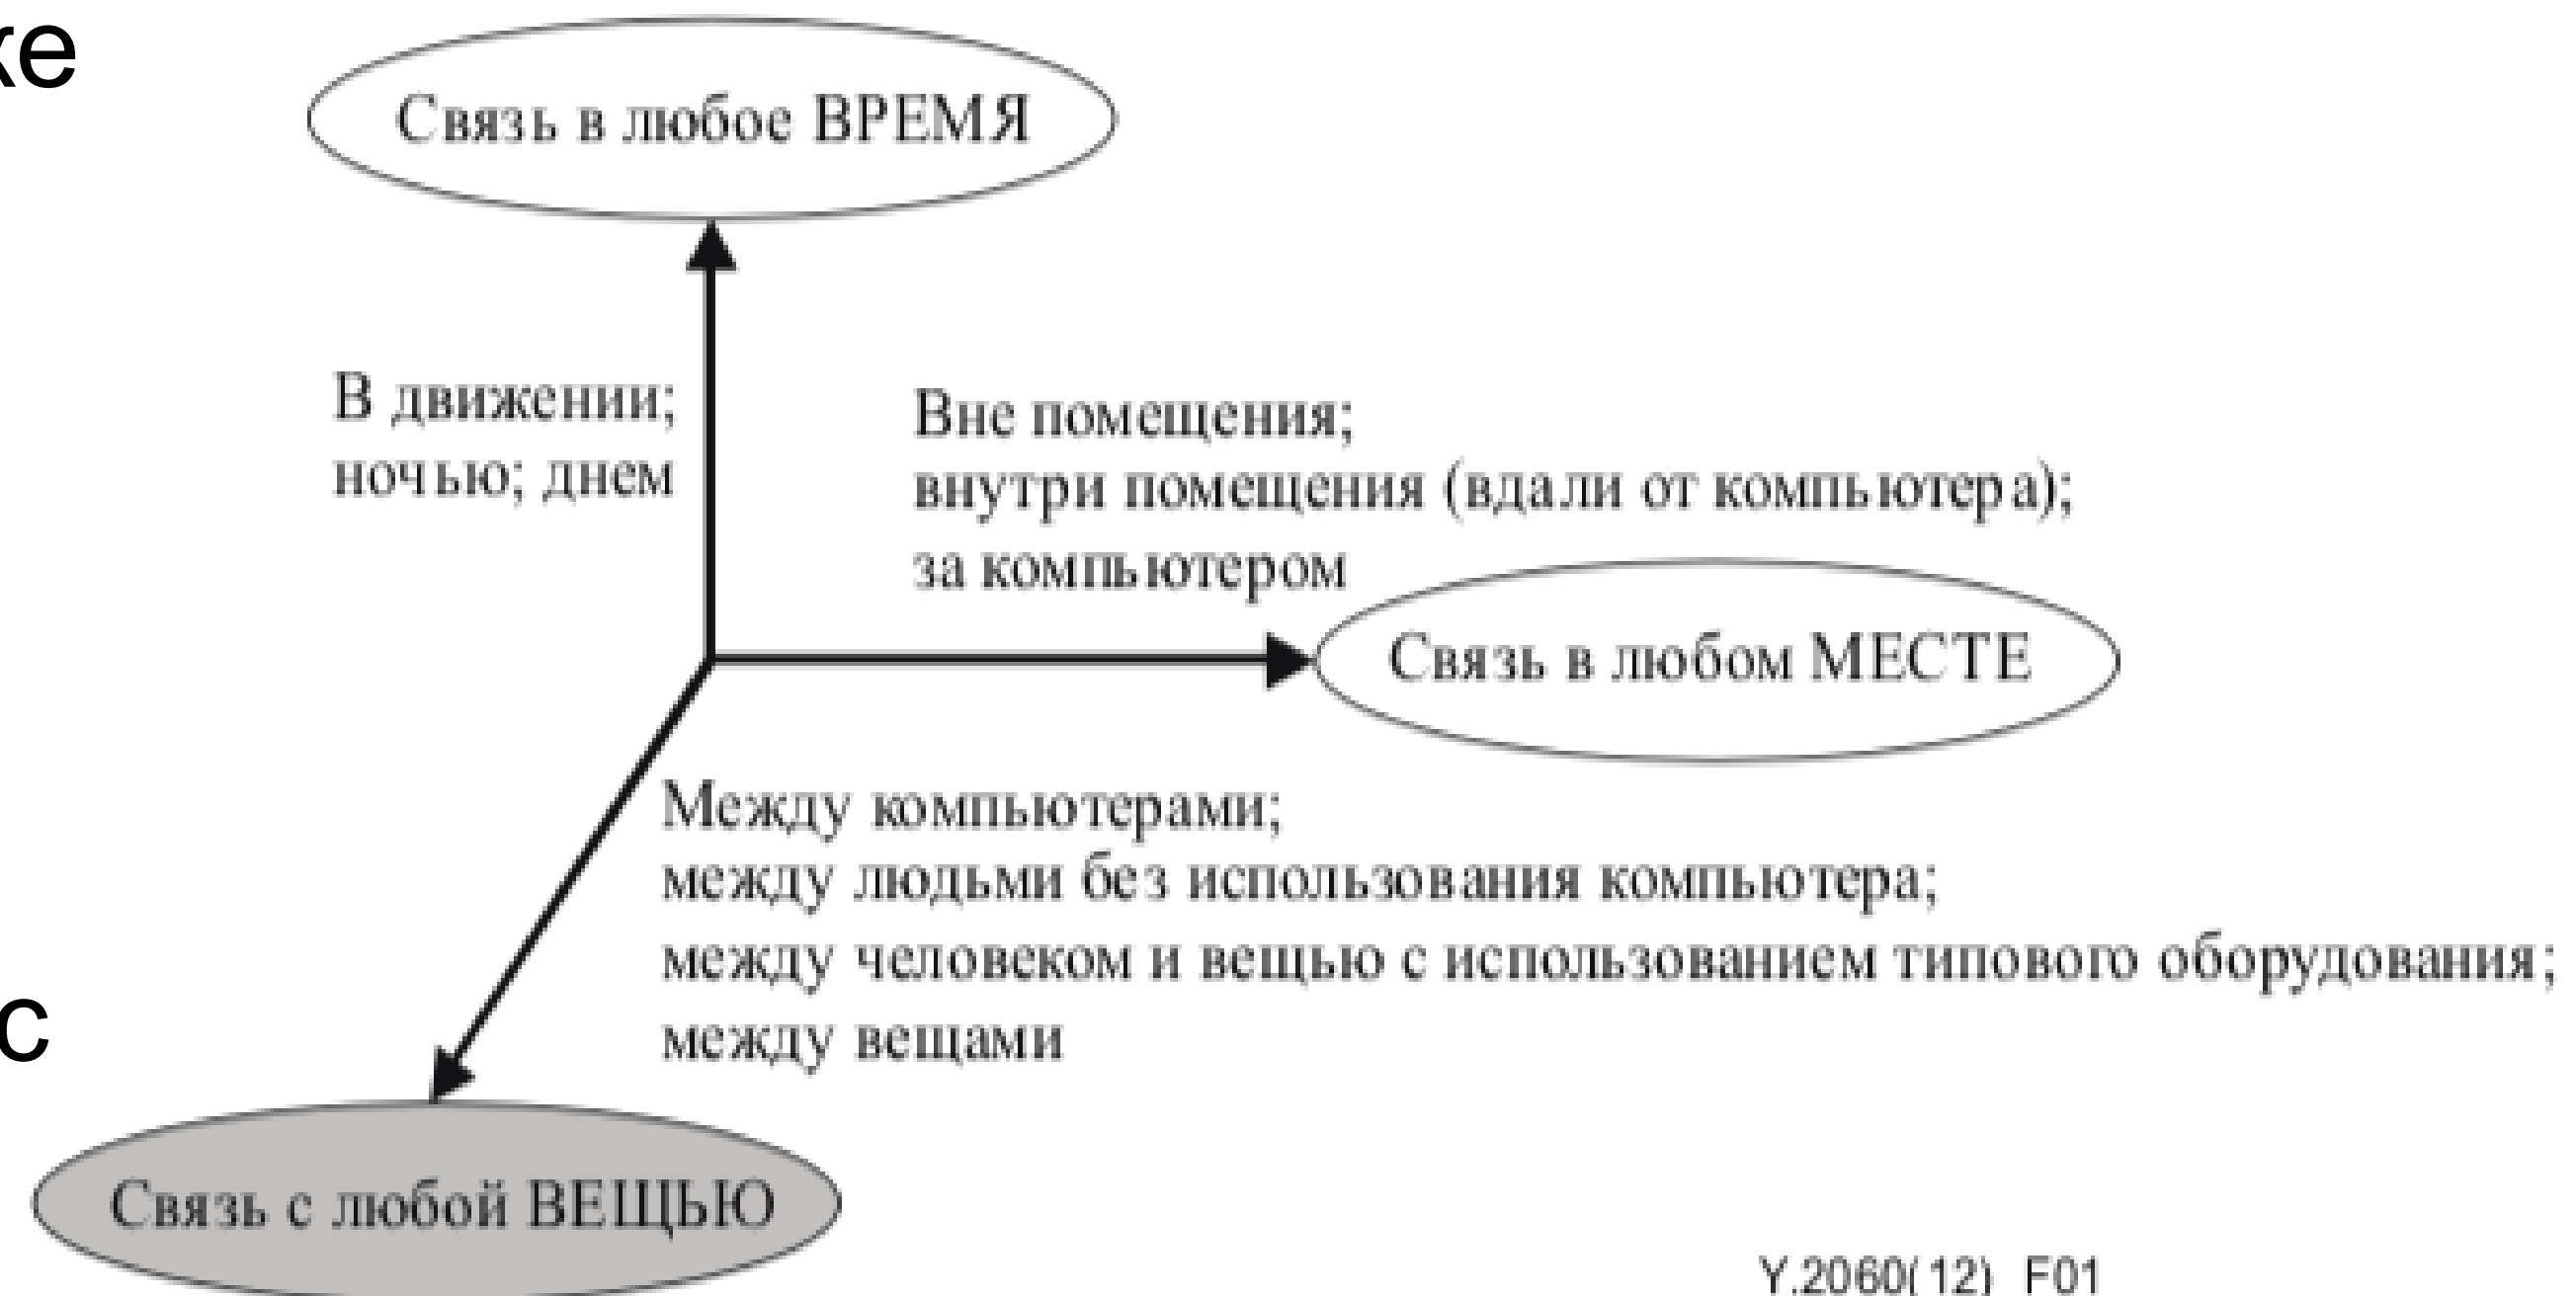 же
Связь в любое ВРЕМЯ
В движении;
ночью; днем
Вне помещения;
внутри помещения (вдали от компьютера);
за компьютером
Связь в любом МЕСТЕ
Между компьютерами;
между людьми без использования компьютера;
между человеком и вещью с использованием типового оборудования;
между вещами
с
Связь с любой ВЕЩЬЮ
Y.2060(12)_F01